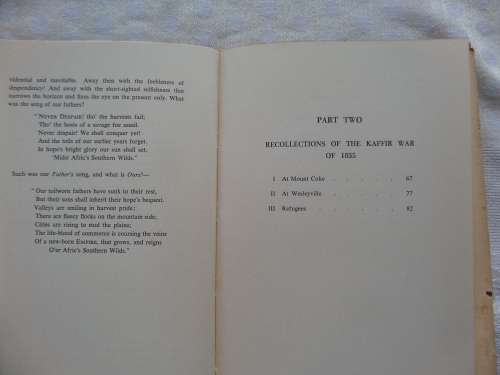 vidential and inevitable. Away then with the feebleness of
despondency! And away with the short-sighted selfishness that
narrows the horizon and fixes the eye on the present only. What
was the song of our fathers?
"NEVER DESPAIR! tho' the harvests fail;
Tho' the hosts of a savage foe assail
Never despair! We shall conquer yet!
And the toils of our earlier years forget.
In hope's bright glory our sun shall set.
'Midst Afric's Southern Wilds."
Such was our Father's song, and what is Ours?—
"Our toilworn fathers have sunk to their rest,
But their sons shall inherit their hope's bequest.
Valleys are smiling in harvest pride;
There are fleecy flocks on the mountain side;
Cities are rising to stud the plains;
The life-blood of commerce is coursing the veins
Of a new-born EMPIRE, that grows, and reigns
O'er Afric's Southern Wilds."
PART TWO
RECOLLECTIONS OF THE KAFFIR WAR
OF 1835
I At Mount Coke . . . . . 67
II At Wesleyville . . . . . 77
III Refugees . . . . . . 82